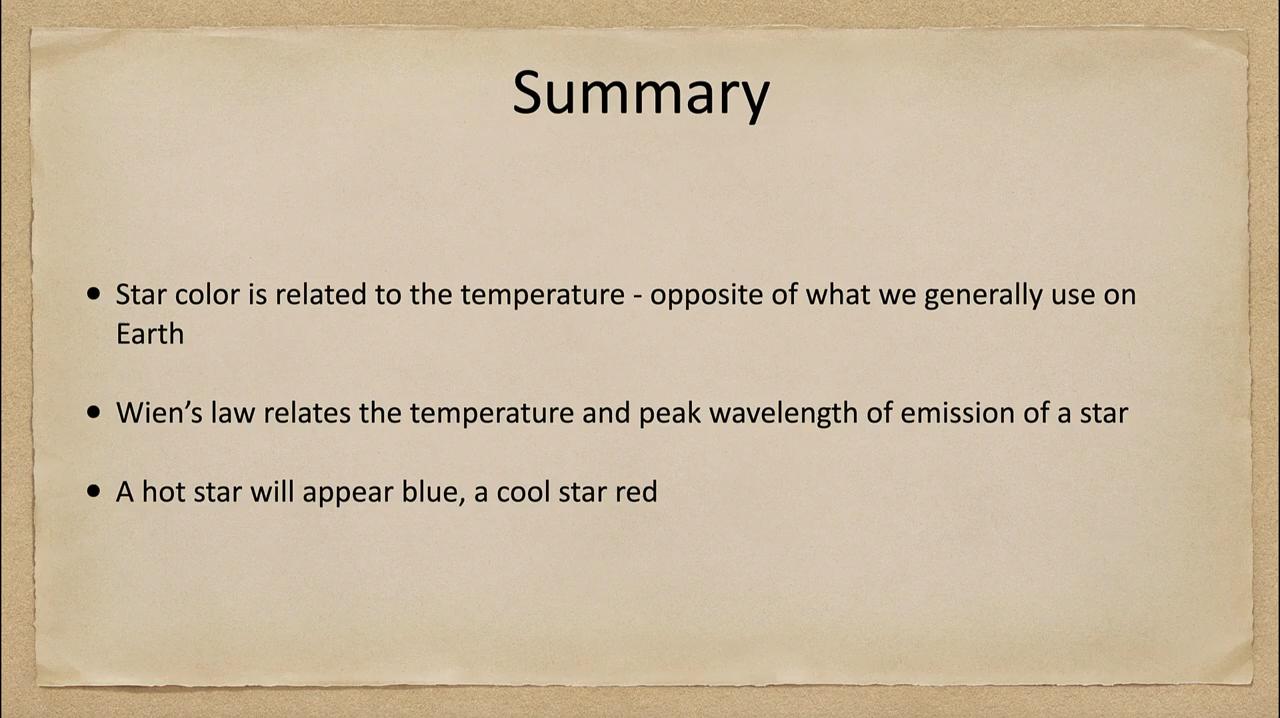 Summary
• Star color is related to the temperature - opposite of what we generally use on
Earth
• Wien’s law relates the temperature and peak wavelength of emission of a star
• A hot star will appear blue, a cool star red